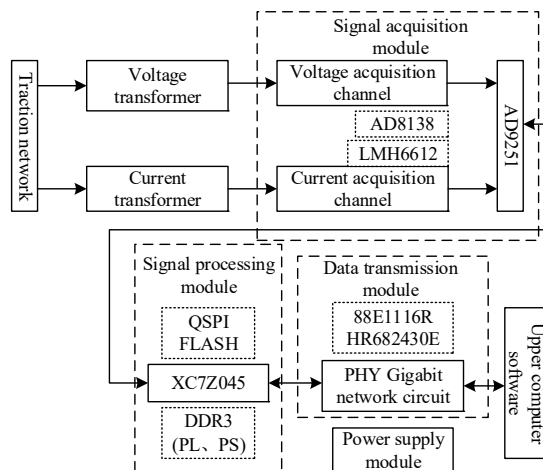 Signal acquisition
module
Traction network
Voltage
transformer
Voltage acquisition
channel
AD9251
AD8138
LMH6612
Current
transformer
Current acquisition
channel
Signal processing
module
Data transmission
module
QSPI
FLASH
88E1116R
HR682430E
XC7Z045
PHY Gigabit
network circuit
Upper computer
software
DDR3
(PL、PS)
Power supply
module